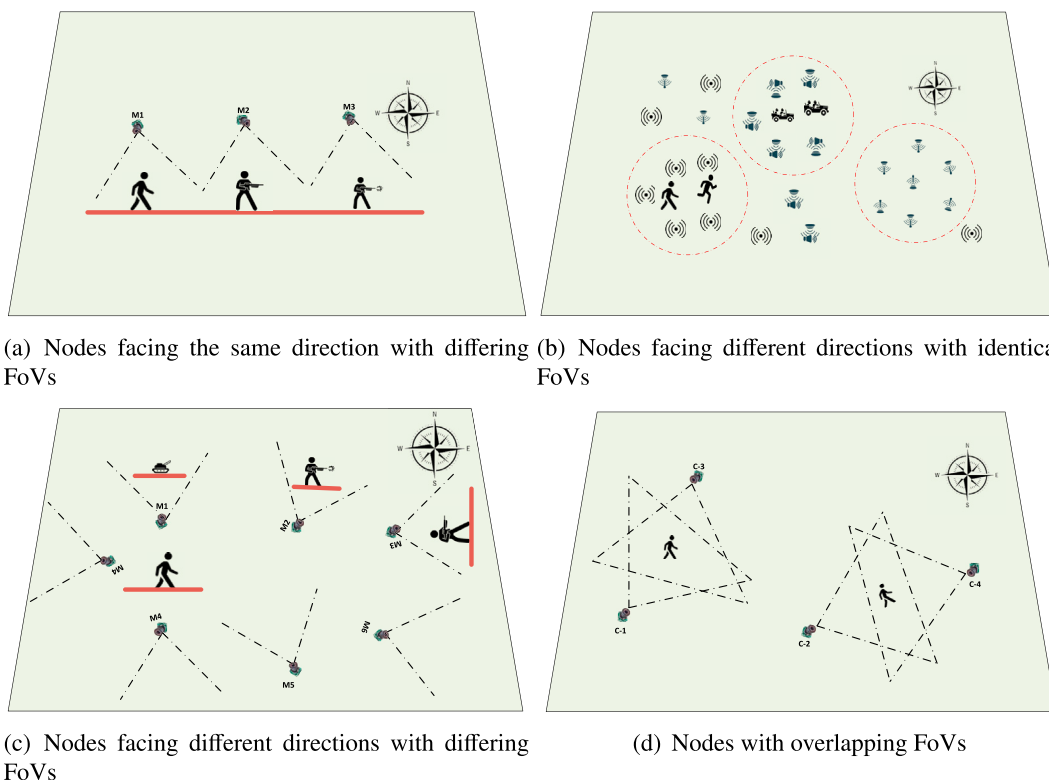 N
W
E
S
M1
M2
M3
N
W
E
S
(a) Nodes facing the same direction with differing
FoVs
(b) Nodes facing different directions with identica
FoVs
N
W
E
S
M1
M2
M3
M4
M4
M5
M6
N
W
E
S
C-3
C-4
C-1
C-2
(c) Nodes facing different directions with differing
FoVs
(d) Nodes with overlapping FoVs